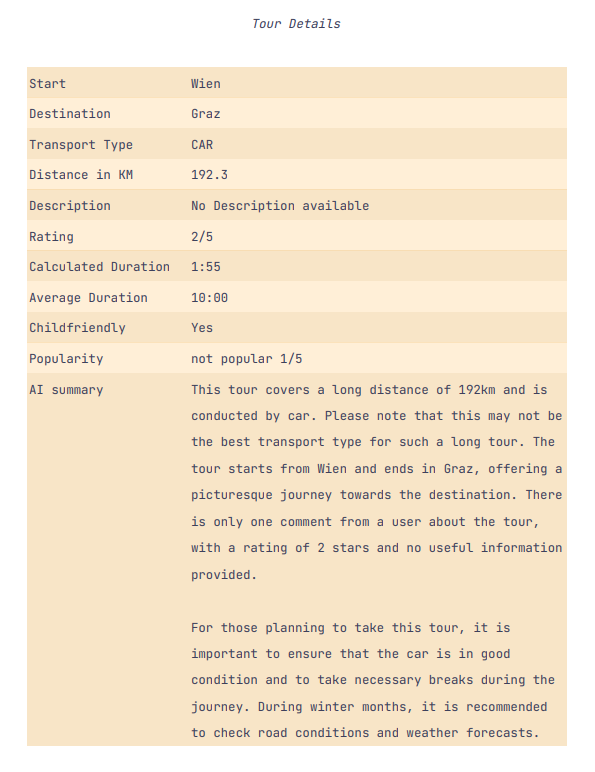 Tour Details
Start Wien
Destination Graz
Transport Type CAR
Distance in KM 192.3
Description No Description available
Rating 2/5
Calculated Duration 1:55
Average Duration 10:00
Childfriendly Yes
Popularity not popular 1/5
AI summary This tour covers a long distance of 192km and is
conducted by car. Please note that this may not be
the best transport type for such a long tour. The
tour starts from Wien and ends in Graz, offering a
picturesque journey towards the destination. There
is only one comment from a user about the tour,
with a rating of 2 stars and no useful information
provided.
For those planning to take this tour, it is
important to ensure that the car is in good
condition and to take necessary breaks during the
journey. During winter months, it is recommended
to check road conditions and weather forecasts.